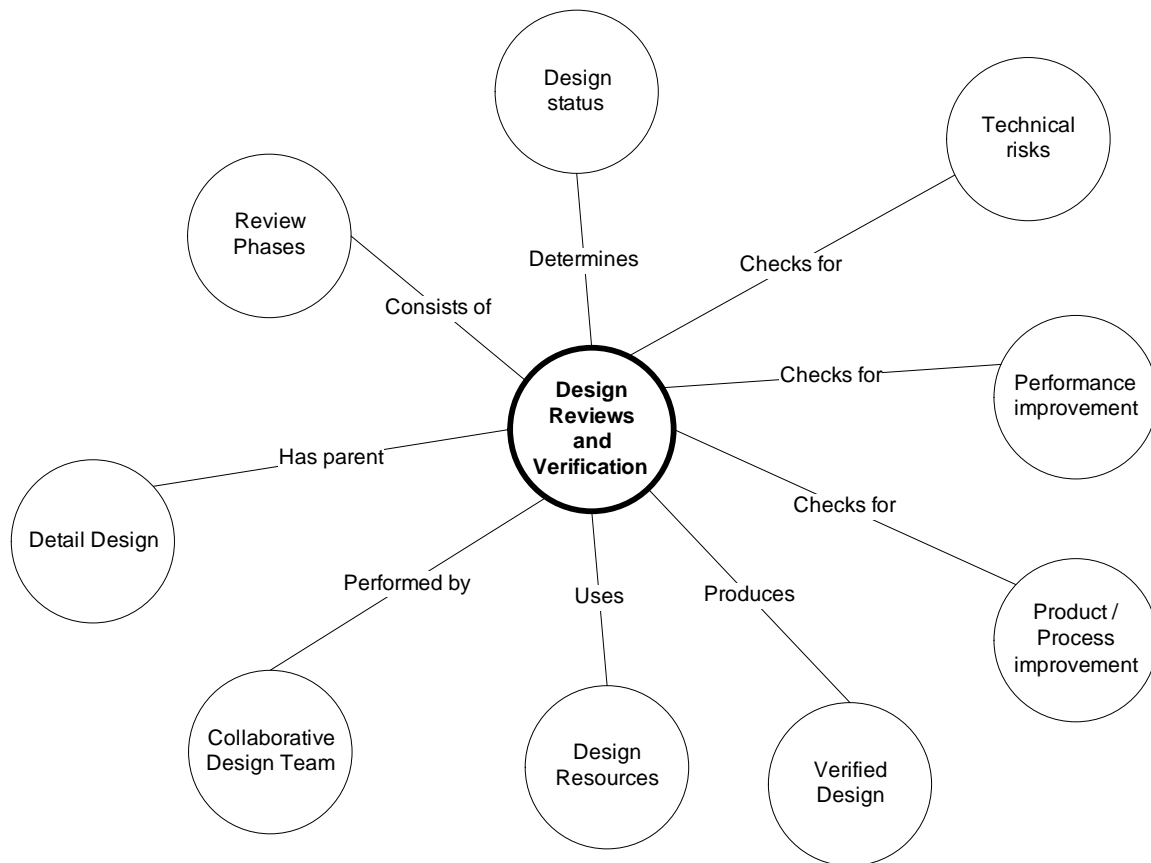 Design
status
Technical
risks
Review
Phases
Determines
Checks for
Consists of
Design
Reviews
and
Verification
Checks for
Performance
improvement
Has parent
Checks for
Detail Design
Performed by
Uses
Produces
Product /
Process
improvement
Collaborative
Design Team
Design
Resources
Verified
Design